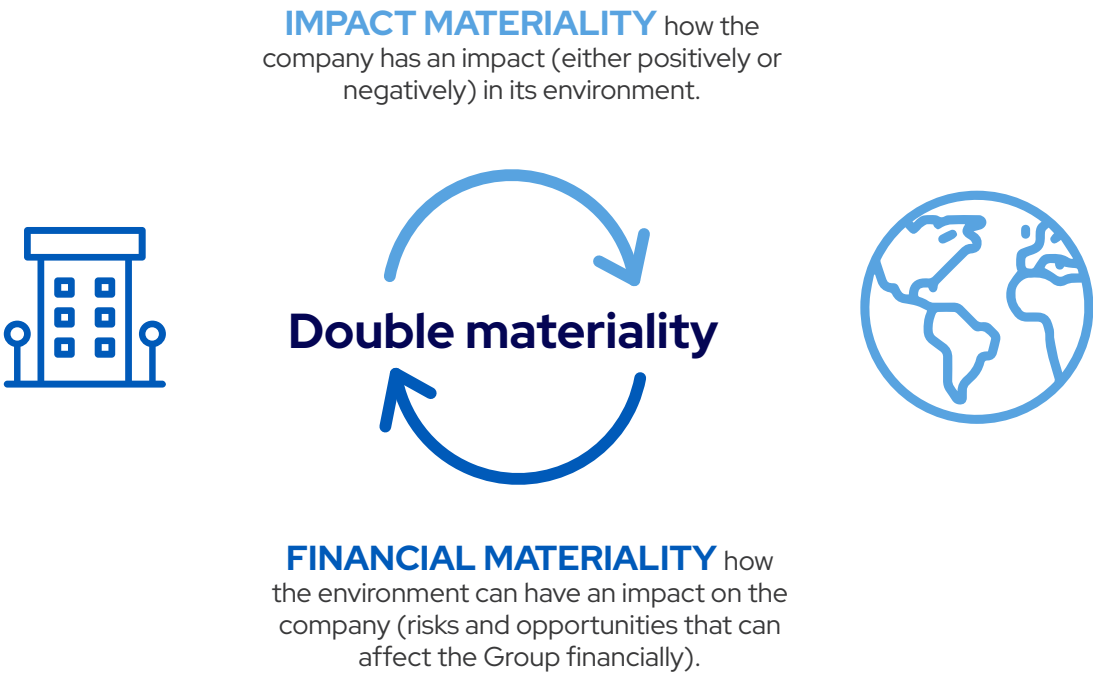 IMPACT MATERIALITY how the
company has an impact (either positively or
negatively) in its environment.
Double materiality
FINANCIAL MATERIALITY how
the environment can have an impact on the
company (risks and opportunities that can
affect the Group financially).